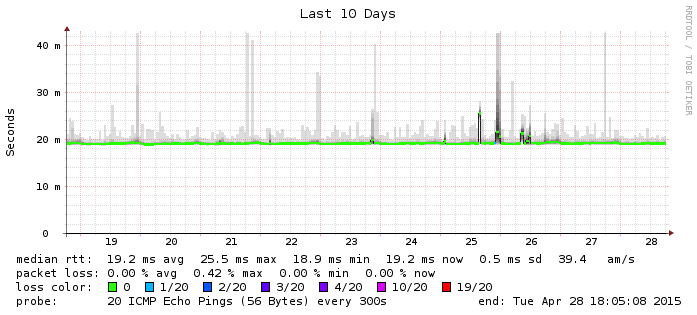 Last 10 Days
RRDTOOL / TOBI OETIKER
Seconds
40 m
30 m
20 m
10 m
0
19 20 21 22 23 24 25 26 27 28
median rtt: 19.2 ms avg 25.5 ms max 18.9 ms min 19.2 ms now 0.5 ms sd 39.4 am/s
packet loss: 0.00 % avg 0.42 % max 0.00 % min 0.00 % now
loss color: 0 1/20 2/20 3/20 4/20 10/20 19/20
probe: 20 ICMP Echo Pings (56 Bytes) every 300s end: Tue Apr 28 18:05:08 2015